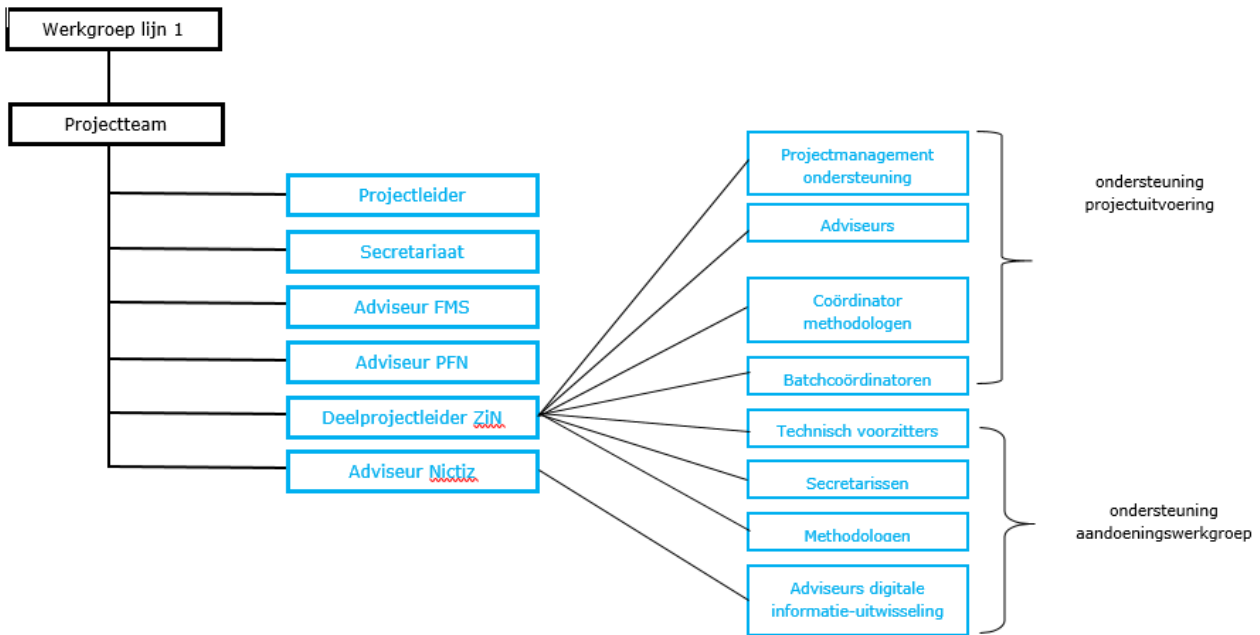 Werkgroep lijn 1
Projectteam
Projectleider
Secretariaat
Adviseur FMS
Adviseur PFN
Deelprojectleider ZiN
Adviseur Nictiz
Projectmanagement
ondersteuning
Adviseurs
Coördinator
methodologen
Batchcoördinatoren
Technisch voorzitters
Secretarissen
Methodologen
Adviseurs digitale
informatie-uitwisseling
ondersteuning
projectuitvoering
ondersteuning
aandoeningswerkgroep